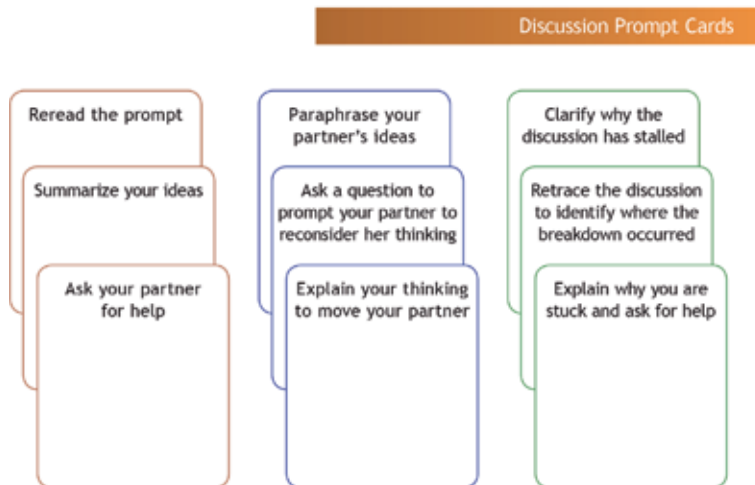 Discussion Prompt Cards
Reread the prompt
Summarize your ideas
Ask your partner
for help
Paraphrase your
partner's ideas
Ask a question to
prompt your partner to
reconsider her thinking
Explain your thinking
to move your partner
Clarify why the
discussion has stalled
Retrace the discussion
to identify where the
breakdown occurred
Explain why you are
stuck and ask for help